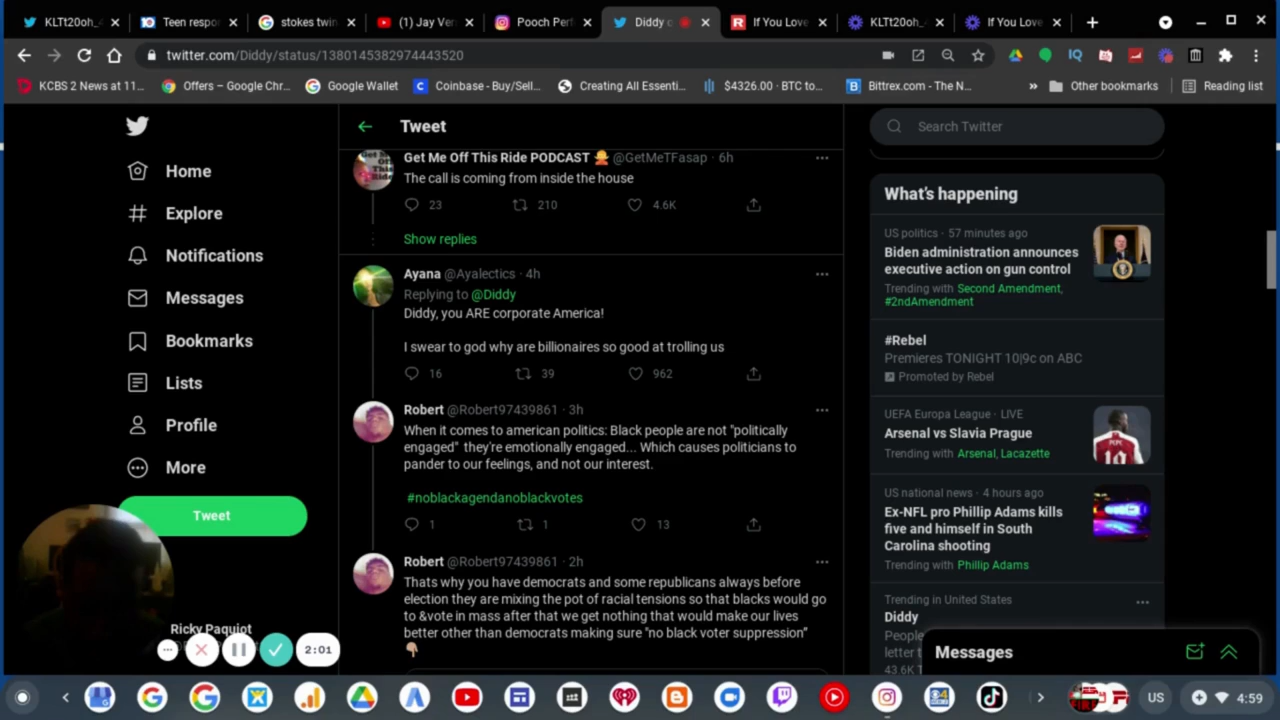 KLTt20oh_4
Teen respo
stokes twin
(1) Jay Ver
Pooch Perf
Diddy o
If You Love
KLTt20oh_4
If You Love
twitter.com/Diddy/status/1380145382974443520
KCBS 2 News at 11...
Offers – Google Chr...
Google Wallet
Coinbase - Buy/Sell...
Creating All Essenti...
$4326.00 · BTC to...
Bittrex.com - The N...
»
Other bookmarks
Reading list
Home
Explore
Notifications
Messages
Bookmarks
Lists
Profile
More
Tweet
Ricky Paquiot
2:01
Tweet
Get Me Off This Ride PODCAST 🙅 @GetMeTFasap · 6h
The call is coming from inside the house
23 210 4.6K
Show replies
Ayana @Ayalectics · 4h
Replying to @Diddy
Diddy, you ARE corporate America!
I swear to god why are billionaires so good at trolling us
16 39 962
Robert @Robert97439861 · 3h
When it comes to american politics: Black people are not "politically
engaged" they're emotionally engaged... Which causes politicians to
pander to our feelings, and not our interest.
#noblackagendanoblackvotes
1 1 13
Robert @Robert97439861 · 2h
Thats why you have democrats and some republicans always before
election they are mixing the pot of racial tensions so that blacks would go
to &vote in mass after that we get nothing that would make our lives
better other than democrats making sure "no black voter suppression"
👇🏽
Search Twitter
What's happening
US politics · 57 minutes ago
Biden administration announces
executive action on gun control
Trending with Second Amendment,
#2ndAmendment
#Rebel
Premieres TONIGHT 10|9c on ABC
Promoted by Rebel
UEFA Europa League · LIVE
Arsenal vs Slavia Prague
Trending with Arsenal, Lacazette
US national news · 4 hours ago
Ex-NFL pro Phillip Adams kills
five and himself in South
Carolina shooting
Trending with Phillip Adams
Trending in United States
Diddy
People
letter t
43.6K T
Messages
US
4:59